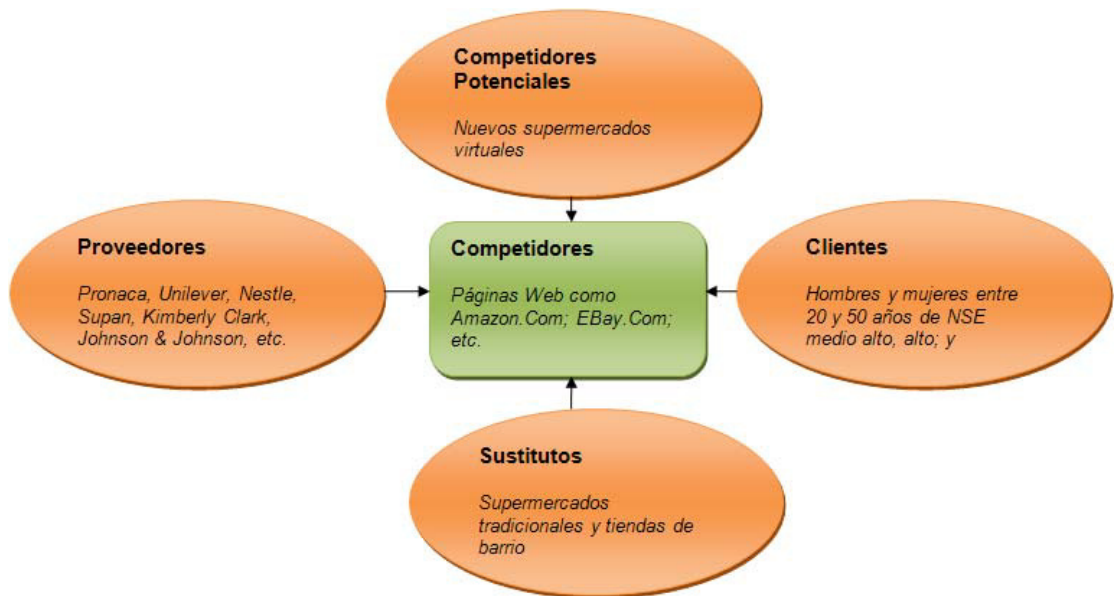 Competidores
Potenciales
Nuevos supermercados
virtuales
Proveedores
Pronaca, Unilever, Nestle,
Supan, Kimberly Clark,
Johnson & Johnson, etc.
Competidores
Páginas Web como
Amazon.Com; EBay.Com;
etc.
Clientes
Hombres y mujeres entre
20 y 50 años de NSE
medio alto, alto; y
Sustitutos
Supermercados
tradicionales y tiendas de
barrio